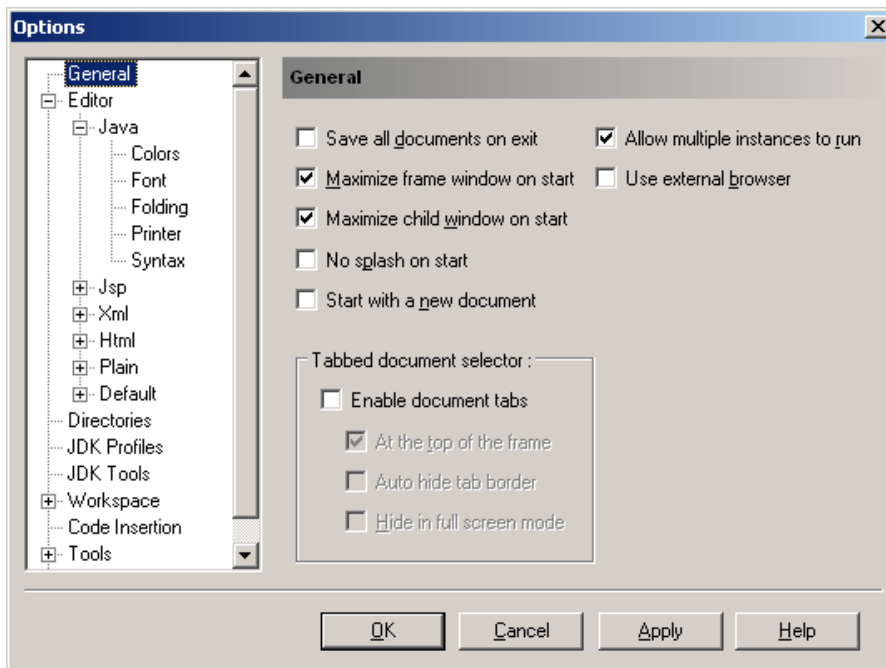 Options
General
Editor
Java
Colors
Font
Folding
Printer
Syntax
Jsp
Xml
Html
Plain
Default
Directories
JDK Profiles
JDK Tools
Workspace
Code Insertion
Tools
General
Save all documents on exit
Maximize frame window on start
Maximize child window on start
No splash on start
Start with a new document
Allow multiple instances to run
Use external browser
Tabbed document selector :
Enable document tabs
At the top of the frame
Auto hide tab border
Hide in full screen mode
OK
Cancel
Apply
Help